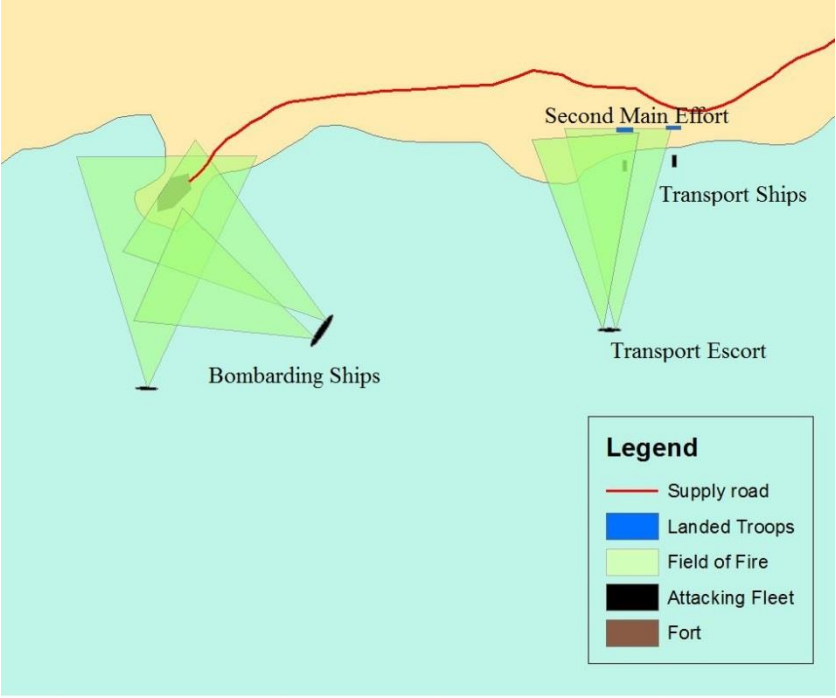 Second Main Effort
Transport Ships
Transport Escort
Bombarding Ships
Legend
Supply road
Landed Troops
Field of Fire
Attacking Fleet
Fort